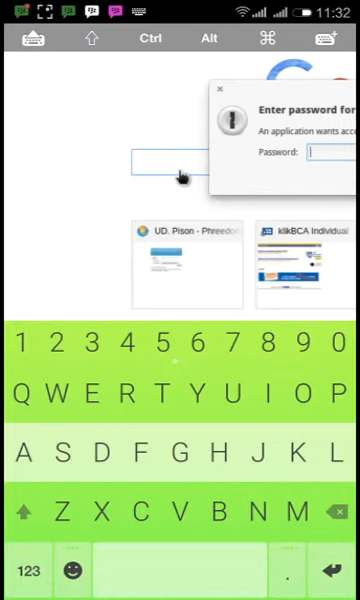 11:32
Ctrl Alt ⌘
Enter password for
An application wants acce
Password:
UD. Pison - Phreedo
klikBCA Individual
1 2 3 4 5 6 7 8 9 0
Q W E R T Y U I O P
A S D F G H J K L
Z X C V B N M
123 .